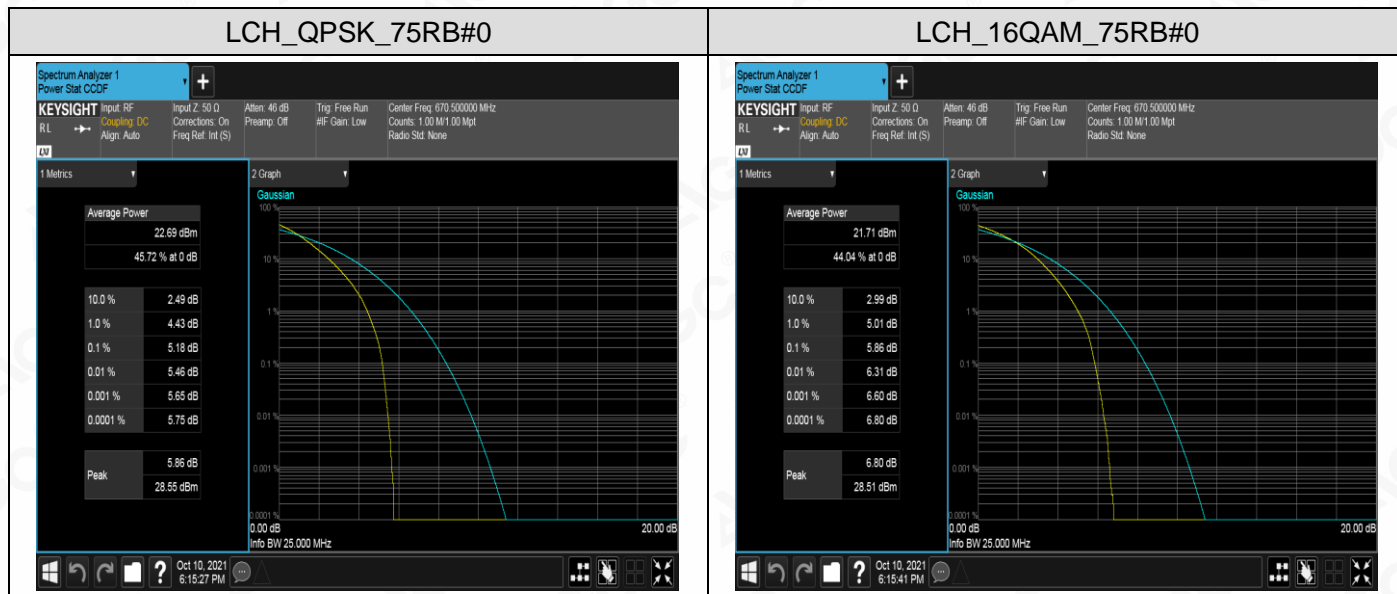 LCH_QPSK_75RB#0
Spectrum Analyzer 1
Power Stat CCDF
+
KEYSIGHT Input: RF Input Z: 50 Ω Atten: 46 dB Trig: Free Run Center Freq: 670.500000 MHz
RL Coupling: DC Corrections: On Preamp: Off #IF Gain: Low Counts: 1.00 M/1.00 Mpt
Align: Auto Freq Ref: Int (S) Radio Std: None
LXI
1 Metrics
Average Power
22.69 dBm
45.72 % at 0 dB
10.0 % 2.49 dB
1.0 % 4.43 dB
0.1 % 5.18 dB
0.01 % 5.46 dB
0.001 % 5.65 dB
0.0001 % 5.75 dB
Peak 5.86 dB
28.55 dBm
2 Graph
Gaussian
100 %
10 %
1 %
0.1 %
0.01 %
0.001 %
0.0001 %
0.00 dB 20.00 dB
Info BW 25.000 MHz
? Oct 10, 2021
6:15:27 PM
LCH_16QAM_75RB#0
Spectrum Analyzer 1
Power Stat CCDF
+
KEYSIGHT Input: RF Input Z: 50 Ω Atten: 46 dB Trig: Free Run Center Freq: 670.500000 MHz
RL Coupling: DC Corrections: On Preamp: Off #IF Gain: Low Counts: 1.00 M/1.00 Mpt
Align: Auto Freq Ref: Int (S) Radio Std: None
LXI
1 Metrics
Average Power
21.71 dBm
44.04 % at 0 dB
10.0 % 2.99 dB
1.0 % 5.01 dB
0.1 % 5.86 dB
0.01 % 6.31 dB
0.001 % 6.60 dB
0.0001 % 6.80 dB
Peak 6.80 dB
28.51 dBm
2 Graph
Gaussian
100 %
10 %
1 %
0.1 %
0.01 %
0.001 %
0.0001 %
0.00 dB 20.00 dB
Info BW 25.000 MHz
? Oct 10, 2021
6:15:41 PM